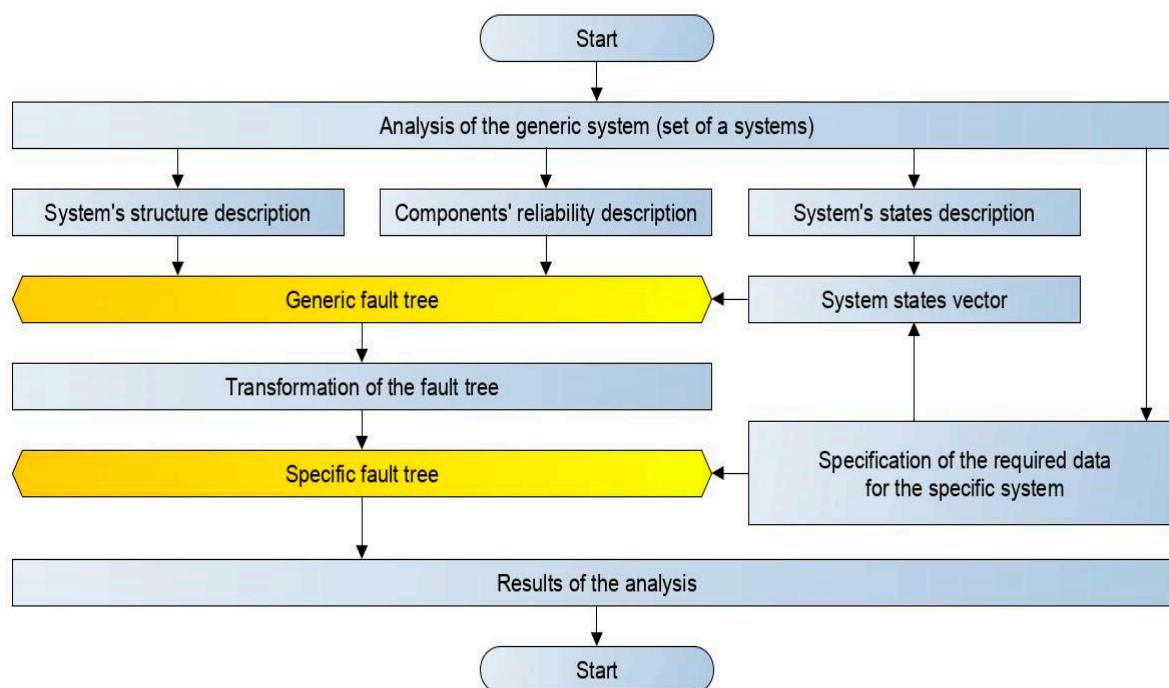 Start
Analysis of the generic system (set of a systems)
System's structure description
Components' reliability description
System's states description
Generic fault tree
System states vector
Transformation of the fault tree
Specific fault tree
Specification of the required data
for the specific system
Results of the analysis
Start